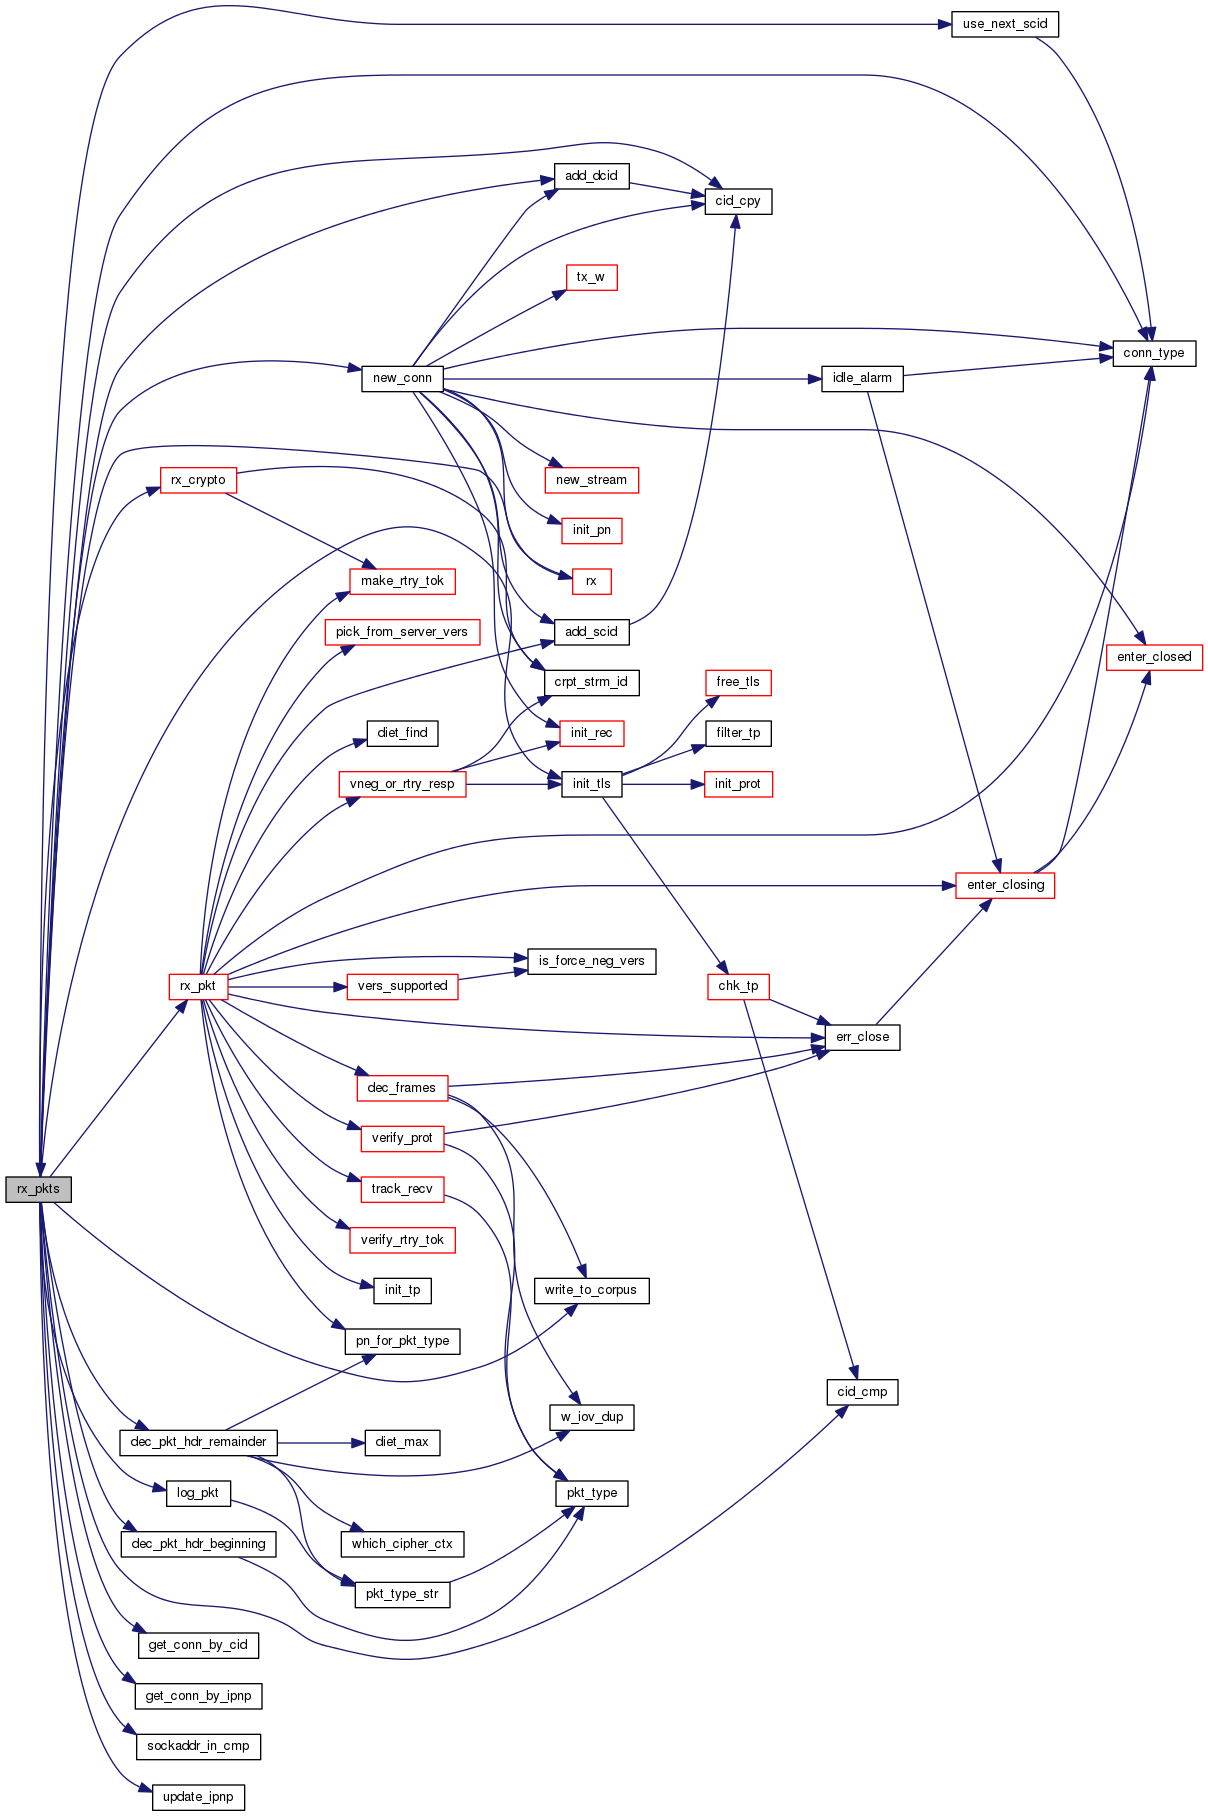 use_next_scid
add_dcid
cid_cpy
tx_w
conn_type
new_conn
idle_alarm
rx_crypto
new_stream
init_pn
make_rtry_tok
rx
pick_from_server_vers
add_scid
enter_closed
crpt_strm_id
free_tls
diet_find
init_rec
filter_tp
vneg_or_rtry_resp
init_tls
init_prot
enter_closing
is_force_neg_vers
rx_pkt
vers_supported
chk_tp
err_close
dec_frames
verify_prot
rx_pkts
track_recv
verify_rtry_tok
init_tp
write_to_corpus
pn_for_pkt_type
cid_cmp
w_iov_dup
dec_pkt_hdr_remainder
diet_max
log_pkt
pkt_type
dec_pkt_hdr_beginning
which_cipher_ctx
pkt_type_str
get_conn_by_cid
get_conn_by_ipnp
sockaddr_in_cmp
update_ipnp